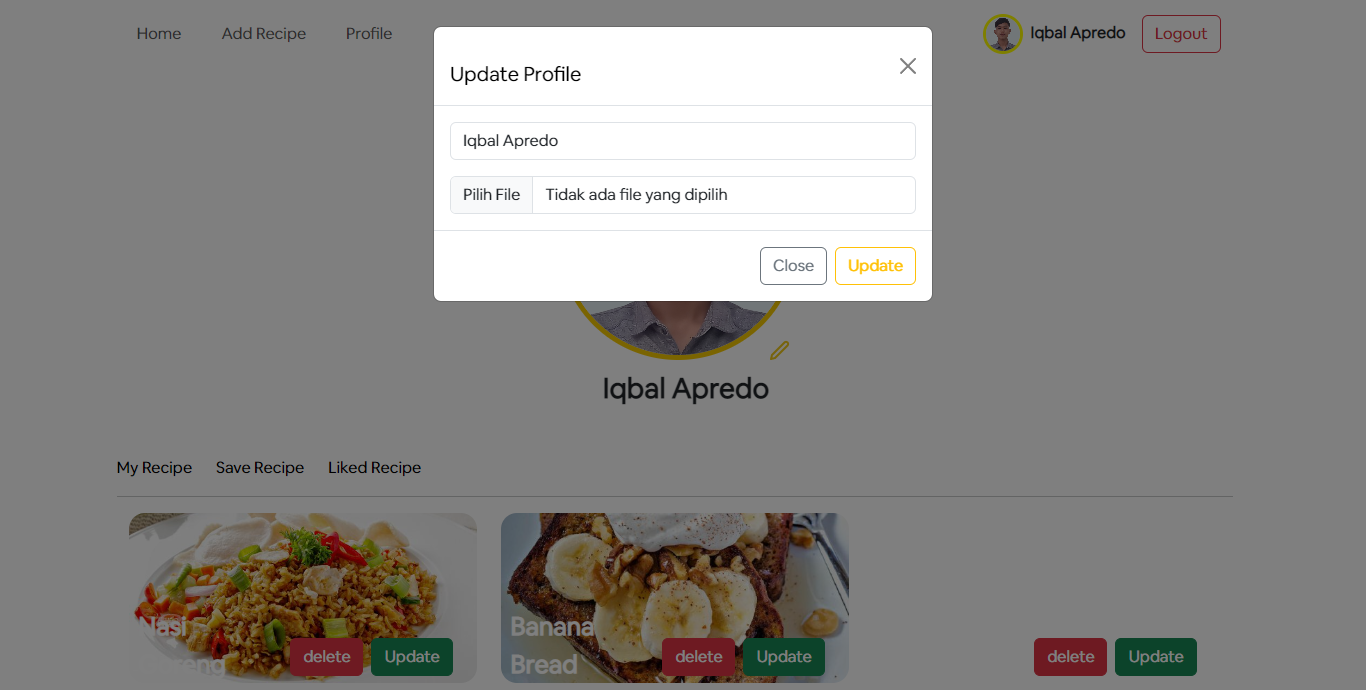 Home Add Recipe Profile
Iqbal Apredo Logout
Update Profile
Iqbal Apredo
Pilih File Tidak ada file yang dipilih
Close Update
Iqbal Apredo
My Recipe Save Recipe Liked Recipe
Nasi
delete Update
Banana
Bread
delete Update
delete Update